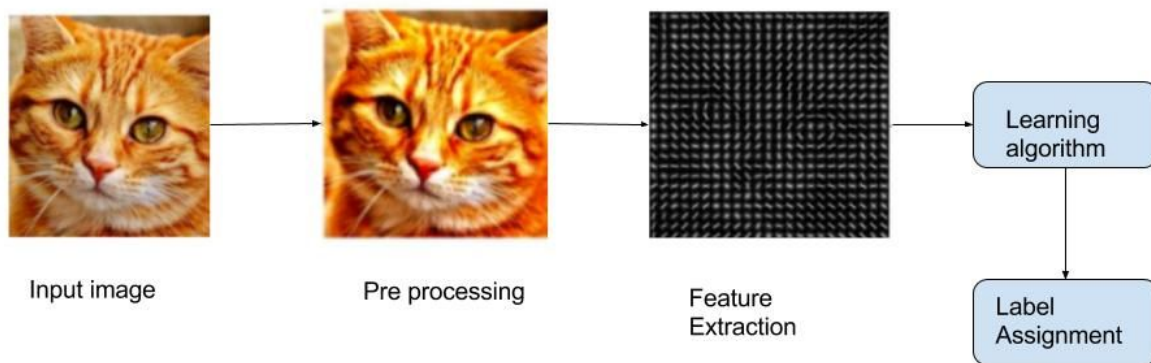 Input image
Pre processing
Feature
Extraction
Learning
algorithm
Label
Assignment